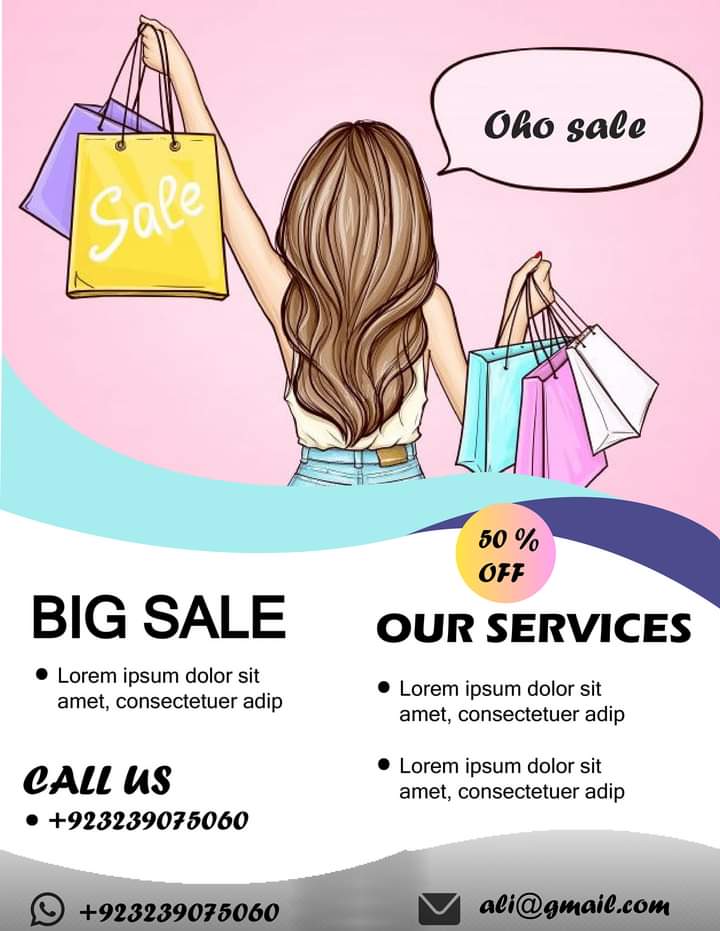 Oho sale
Sale
50 %
OFF
BIG SALE
• Lorem ipsum dolor sit
amet, consectetuer adip
CALL US
• +923239075060
OUR SERVICES
• Lorem ipsum dolor sit
amet, consectetuer adip
• Lorem ipsum dolor sit
amet, consectetuer adip
+923239075060
ali@gmail.com